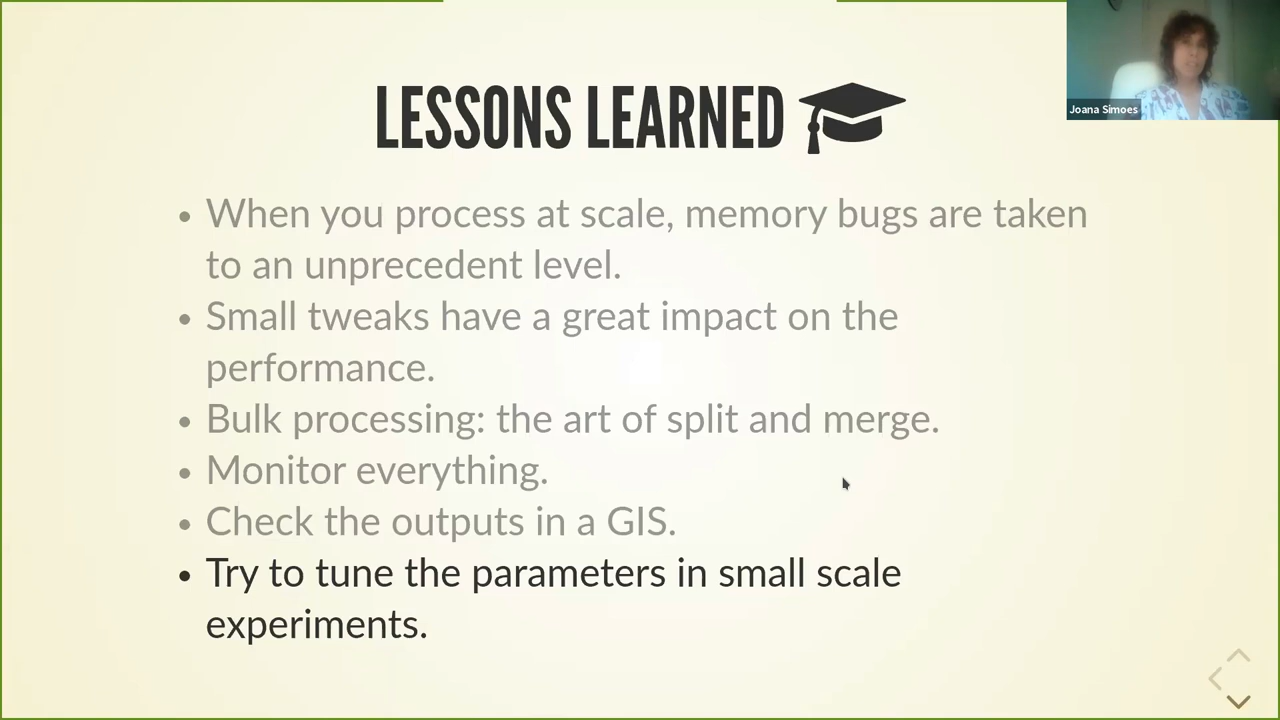 Joana Simoes
LESSONS LEARNED
• When you process at scale, memory bugs are taken
to an unprecedent level.
• Small tweaks have a great impact on the
performance.
• Bulk processing: the art of split and merge.
• Monitor everything.
• Check the outputs in a GIS.
• Try to tune the parameters in small scale
experiments.